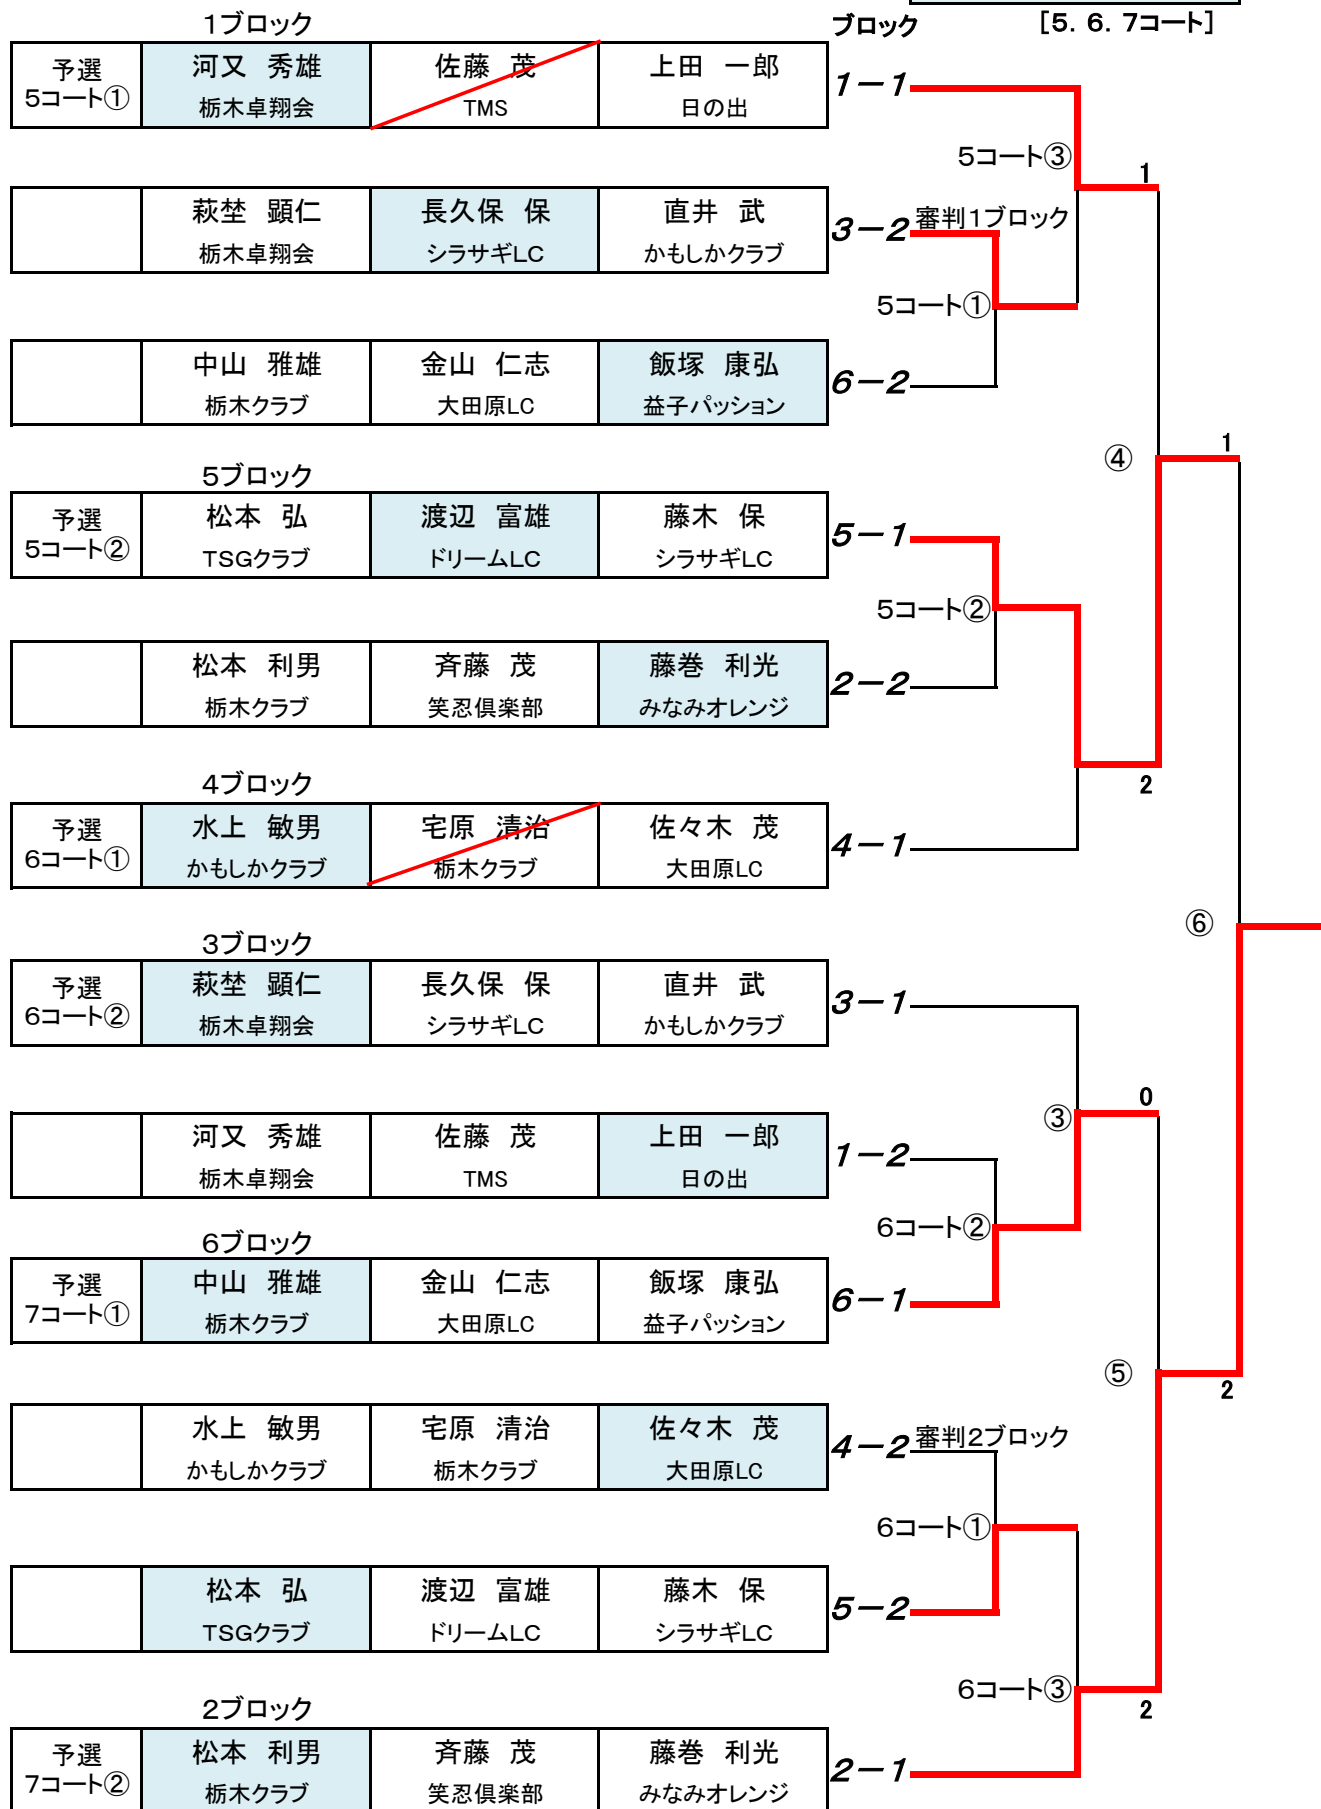 [5. 6. 7コート]
1ブロック
ブロック
予選
5コート①
河又 秀雄
栃木卓翔会
佐藤 茂
TMS
上田 一郎
日の出
1-1
5コート③
1
萩埜 顕仁
栃木卓翔会
長久保 保
シラサギLC
直井 武
かもしかクラブ
3-2
審判1ブロック
5コート①
中山 雅雄
栃木クラブ
金山 仁志
大田原LC
飯塚 康弘
益子パッション
6-2
④
1
5ブロック
予選
5コート②
松本 弘
TSGクラブ
渡辺 富雄
ドリームLC
藤木 保
シラサギLC
5-1
5コート②
松本 利男
栃木クラブ
斉藤 茂
笑忍倶楽部
藤巻 利光
みなみオレンジ
2-2
2
4ブロック
予選
6コート①
水上 敏男
かもしかクラブ
宅原 清治
栃木クラブ
佐々木 茂
大田原LC
4-1
⑥
3ブロック
予選
6コート②
萩埜 顕仁
栃木卓翔会
長久保 保
シラサギLC
直井 武
かもしかクラブ
3-1
③
0
河又 秀雄
栃木卓翔会
佐藤 茂
TMS
上田 一郎
日の出
1-2
6コート②
6ブロック
予選
7コート①
中山 雅雄
栃木クラブ
金山 仁志
大田原LC
飯塚 康弘
益子パッション
6-1
⑤
2
水上 敏男
かもしかクラブ
宅原 清治
栃木クラブ
佐々木 茂
大田原LC
4-2
審判2ブロック
6コート①
松本 弘
TSGクラブ
渡辺 富雄
ドリームLC
藤木 保
シラサギLC
5-2
6コート③
2
2ブロック
予選
7コート②
松本 利男
栃木クラブ
斉藤 茂
笑忍倶楽部
藤巻 利光
みなみオレンジ
2-1